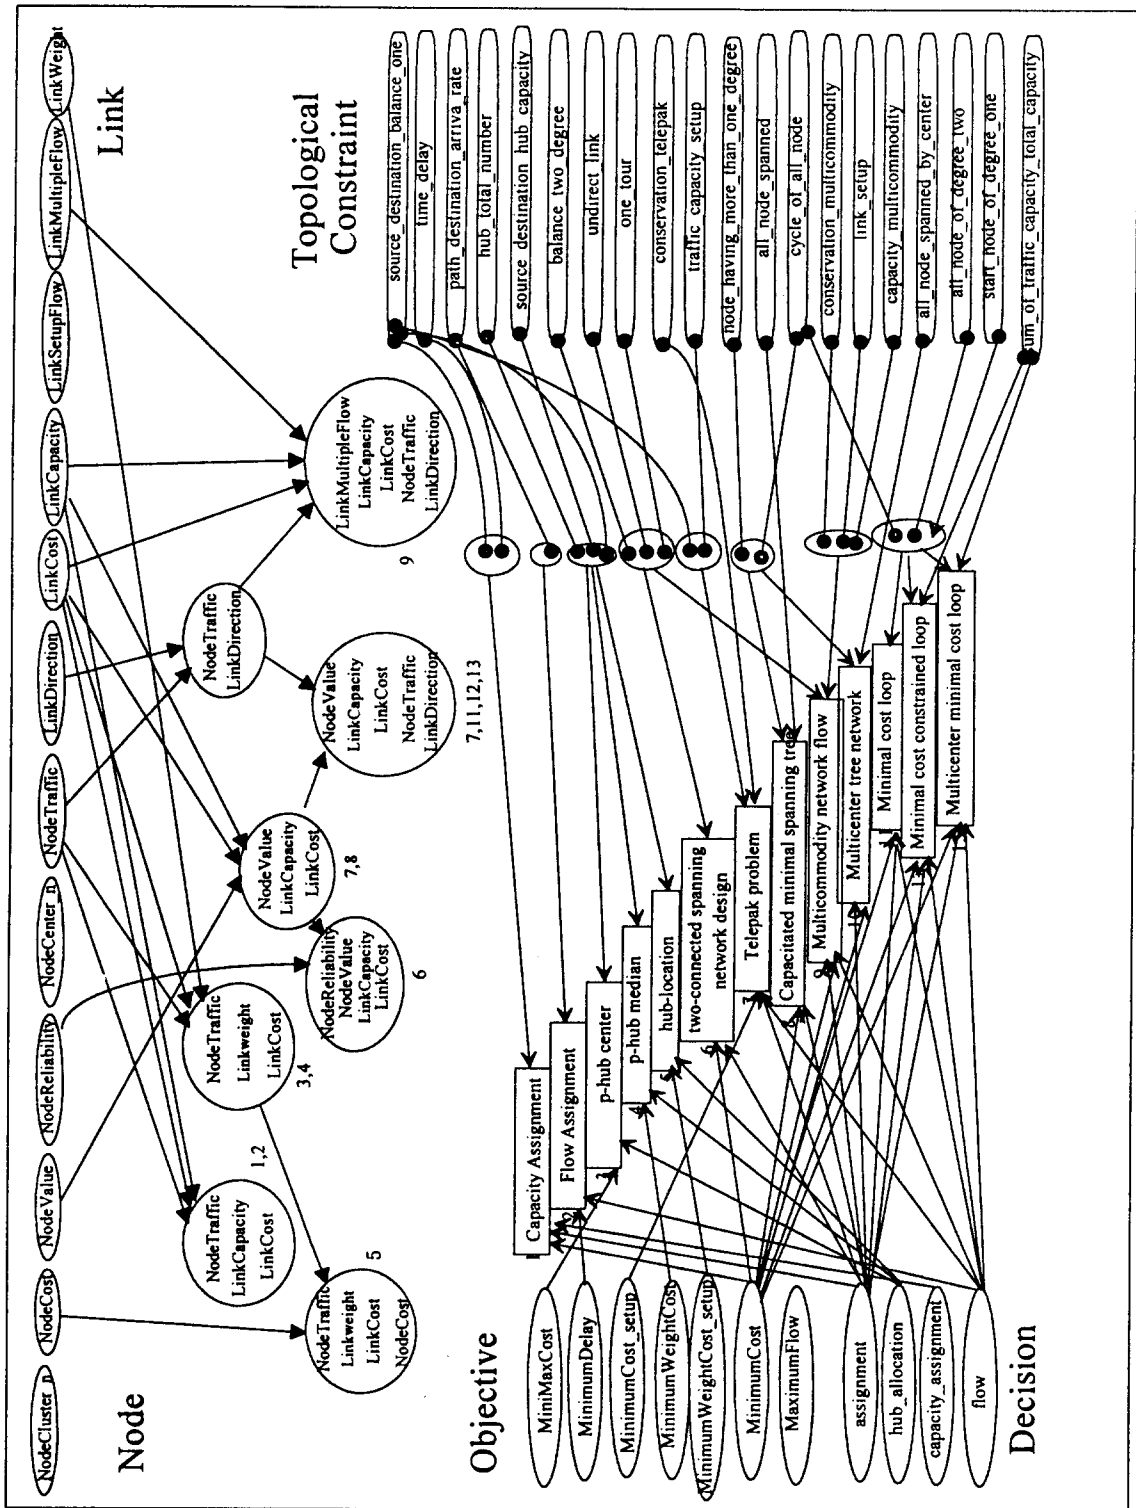 NodeCluster_n
NodeCost
NodeValue
NodeReliability
NodeCenter_n
NodeTraffic
LinkDirection
LinkCost
LinkCapacity
LinkSetupFlow
LinkMultipleFlow
LinkWeight
Node
Link
NodeTraffic
LinkCapacity
LinkCost
1,2
NodeTraffic
Linkweight
LinkCost
3,4
NodeTraffic
LinkDirection
NodeValue
LinkCapacity
LinkCost
7,8
NodeTraffic
Linkweight
LinkCost
NodeCost
5
NodeReliability
NodeValue
LinkCapacity
LinkCost
6
NodeValue
LinkCapacity
LinkCost
NodeTraffic
LinkDirection
7,11,12,13
LinkMultipleFlow
LinkCapacity
LinkCost
NodeTraffic
LinkDirection
9
Objective
MiniMaxCost
MinimumDelay
MinimumCost_setup
MinimumWeightCost
MinimumWeightCost_setup
MinimumCost
MaximumFlow
assignment
hub_allocation
capacity_assignment
flow
Decision
Capacity Assignment
Flow Assignment
p-hub center
p-hub median
hub-location
two-connected spanning
network design
Telepak problem
Capacitated minimal spanning tree
Multicommodity network flow
Multicenter tree network
Minimal cost loop
Minimal cost constrained loop
Multicenter minimal cost loop
Topological
Constraint
source_destination_balance_one
time_delay
path_destination_arriva_rate
hub_total_number
source_destination_hub_capacity
balance_two_degree
undirect_link
one_tour
conservation_telepak
traffic_capacity_setup
node_having_more_than_one_degree
all_node_spanned
cycle_of_all_node
conservation_multicommodity
link_setup
capacity_multicommodity
all_node_spanned_by_center
all_node_of_degree_two
start_node_of_degree_one
sum_of_traffic_capacity_total_capacity